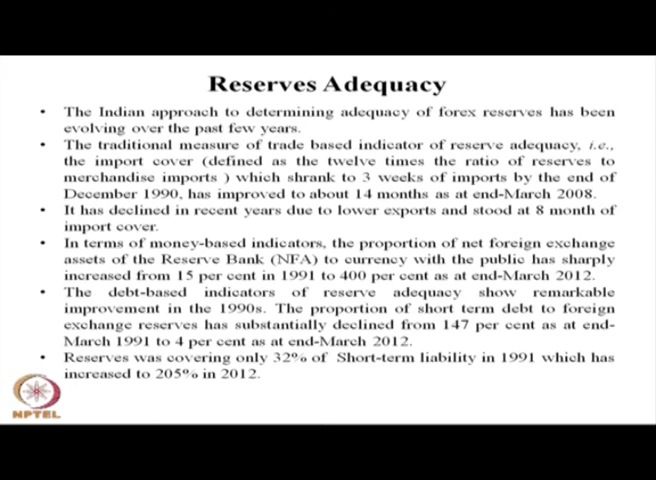 Reserves Adequacy
• The Indian approach to determining adequacy of forex reserves has been
evolving over the past few years.
• The traditional measure of trade based indicator of reserve adequacy, i.e.,
the import cover (defined as the twelve times the ratio of reserves to
merchandise imports ) which shrank to 3 weeks of imports by the end of
December 1990, has improved to about 14 months as at end-March 2008.
• It has declined in recent years due to lower exports and stood at 8 month of
import cover.
• In terms of money-based indicators, the proportion of net foreign exchange
assets of the Reserve Bank (NFA) to currency with the public has sharply
increased from 15 per cent in 1991 to 400 per cent as at end-March 2012.
• The debt-based indicators of reserve adequacy show remarkable
improvement in the 1990s. The proportion of short term debt to foreign
exchange reserves has substantially declined from 147 per cent as at end-
March 1991 to 4 per cent as at end-March 2012.
• Reserves was covering only 32% of Short-term liability in 1991 which has
increased to 205% in 2012.
NPTEL